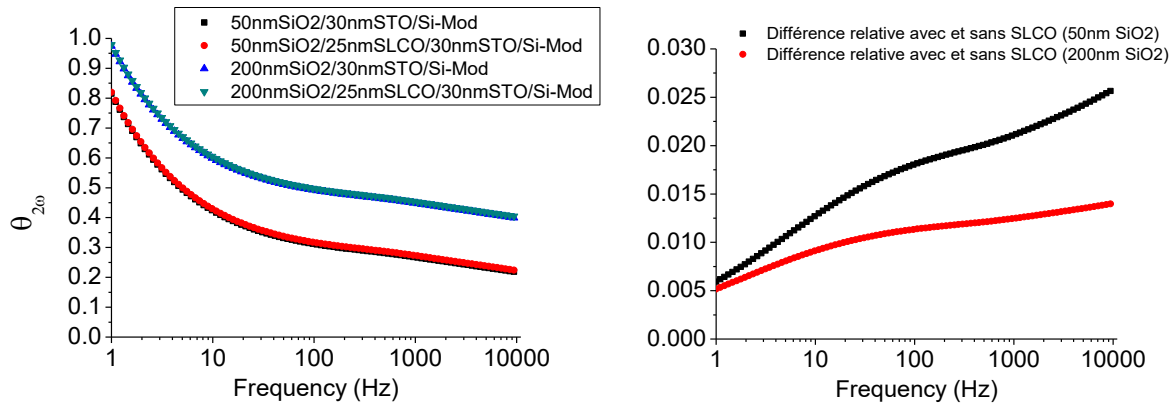 50nmSiO2/30nmSTO/Si-Mod
50nmSiO2/25nmSLCO/30nmSTO/Si-Mod
200nmSiO2/30nmSTO/Si-Mod
200nmSiO2/25nmSLCO/30nmSTO/Si-Mod
1.0
0.9
0.8
0.7
0.6
0.5
0.4
0.3
0.2
0.1
0.0
θ2ω
1 10 100 1000 10000
Frequency (Hz)
Différence relative avec et sans SLCO (50nm SiO2)
Différence relative avec et sans SLCO (200nm SiO2)
0.030
0.025
0.020
0.015
0.010
0.005
0.000
1 10 100 1000 10000
Frequency (Hz)